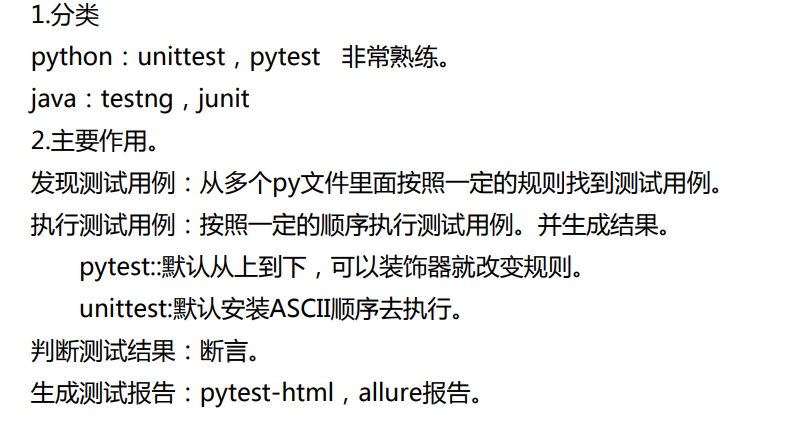 1.分类
python：unittest，pytest   非常熟练。
java：testng，junit
2.主要作用。
发现测试用例：从多个py文件里面按照一定的规则找到测试用例。
执行测试用例：按照一定的顺序执行测试用例。并生成结果。
pytest::默认从上到下，可以装饰器就改变规则。
unittest:默认安装ASCII顺序去执行。
判断测试结果：断言。
生成测试报告：pytest-html，allure报告。